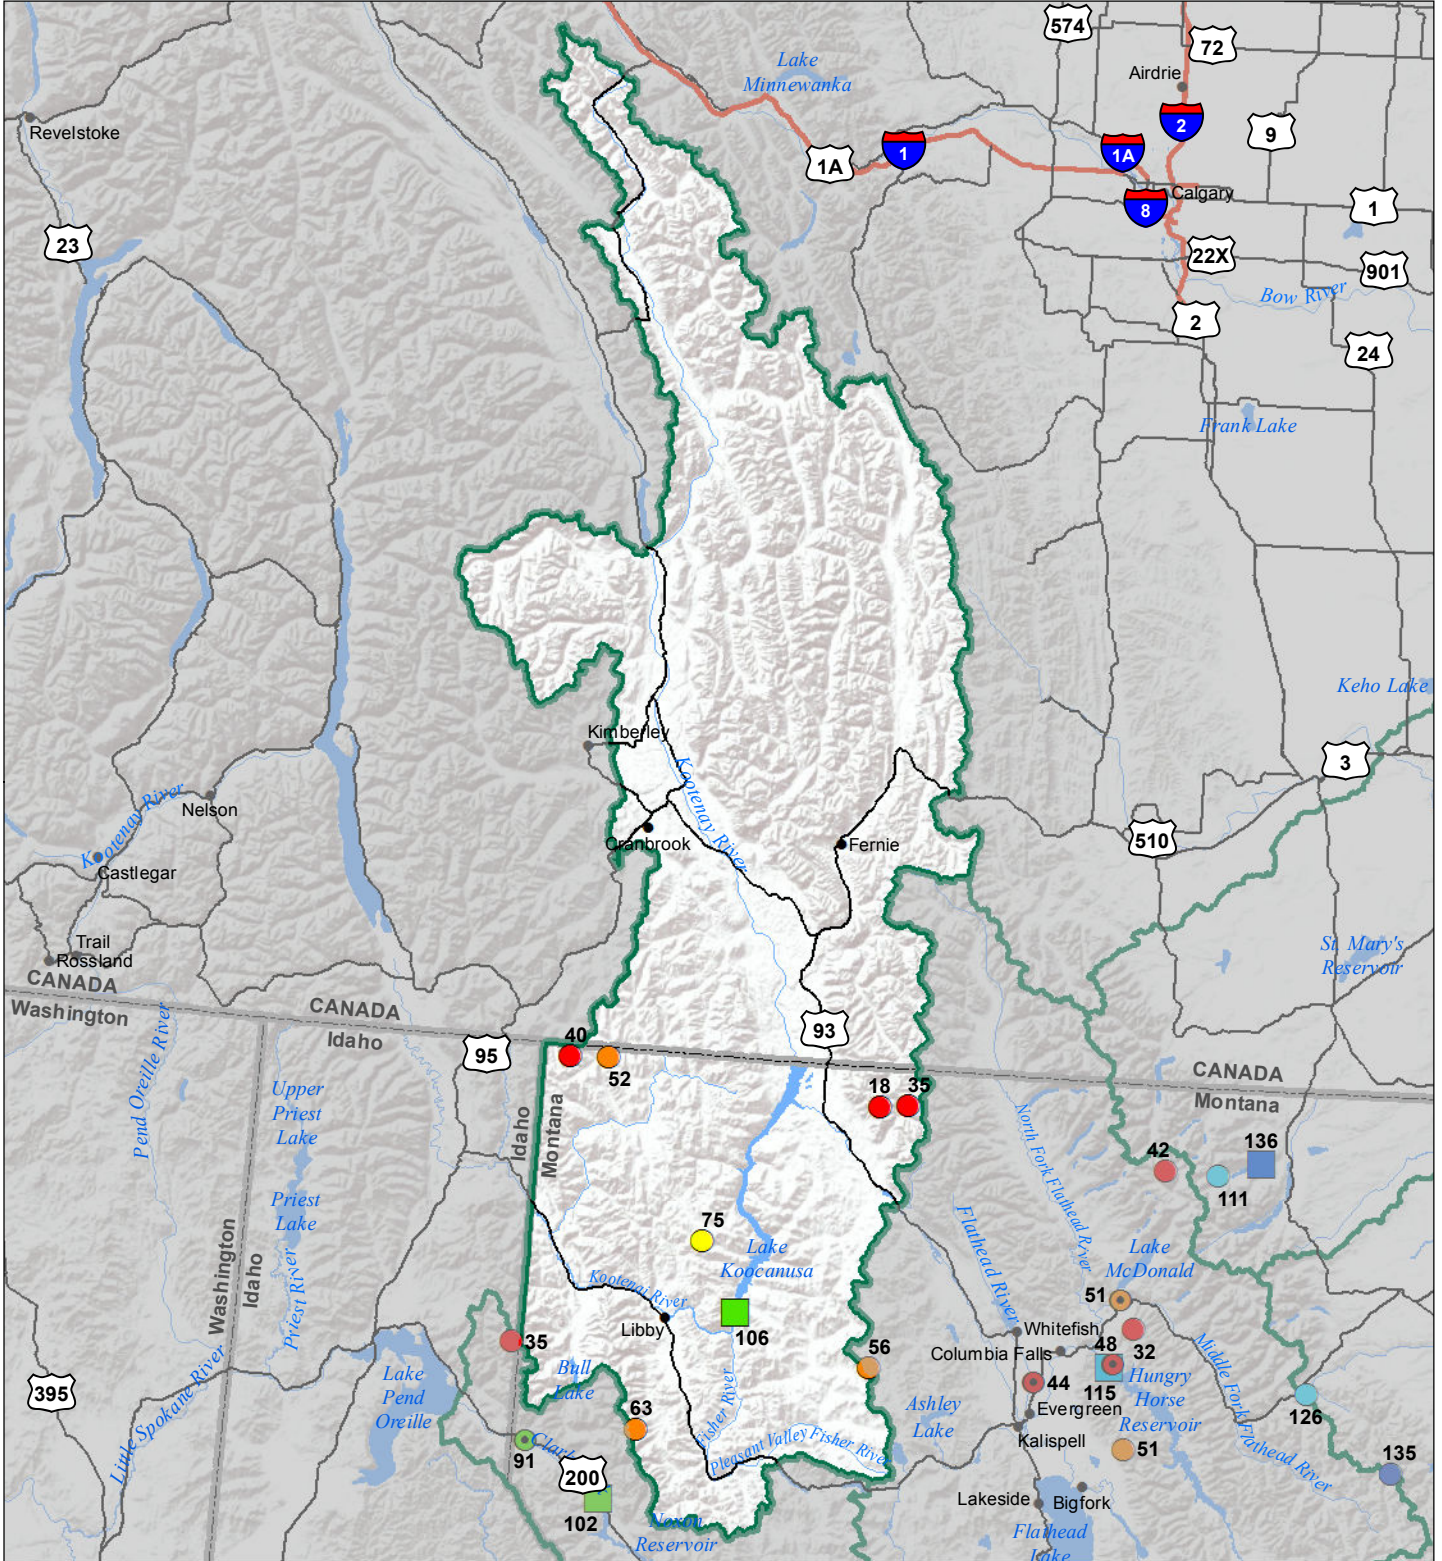 574
72
Lake
Minnewanka
Airdrie
Revelstoke
2
9
1A
1
1A
Calgary
8
1
23
22X
901
Bow River
2
24
Frank Lake
Keho Lake
Kimberley
3
Kootenay River
Nelson
Kootenay River
510
Cranbrook
Fernie
Castlegar
Trail
Rossland
St. Mary's
Reservoir
CANADA
Washington
CANADA
Idaho
93
40
95
52
CANADA
Montana
18
35
Pend Oreille River
Upper
Priest
Lake
Idaho
Montana
North Fork Flathead River
42
136
111
Priest
Lake
75
Lake
Koocanusa
Flathead River
Lake
McDonald
Washington
Idaho
Priest River
Kootenai River
51
Libby
106
Whitefish
48
32
Columbia Falls
35
56
Middle Fork Flathead River
395
Lake
Pend
Oreille
Bull
Lake
44
115
Hungry
Horse
Reservoir
Ashley
Lake
Evergreen
126
Little Spokane River
63
Fisher River
Kalispell
Clark
91
Pleasant Valley Fisher River
51
135
200
102
Lakeside
Bigfork
Noxon
Reservoir
Flathead
Lake